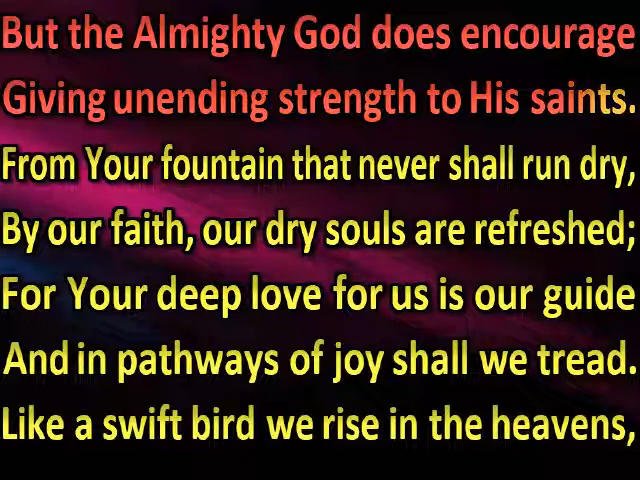 But the Almighty God does encourage
Giving unending strength to His saints.
From Your fountain that never shall run dry,
By our faith, our dry souls are refreshed;
For Your deep love for us is our guide
And in pathways of joy shall we tread.
Like a swift bird we rise in the heavens,